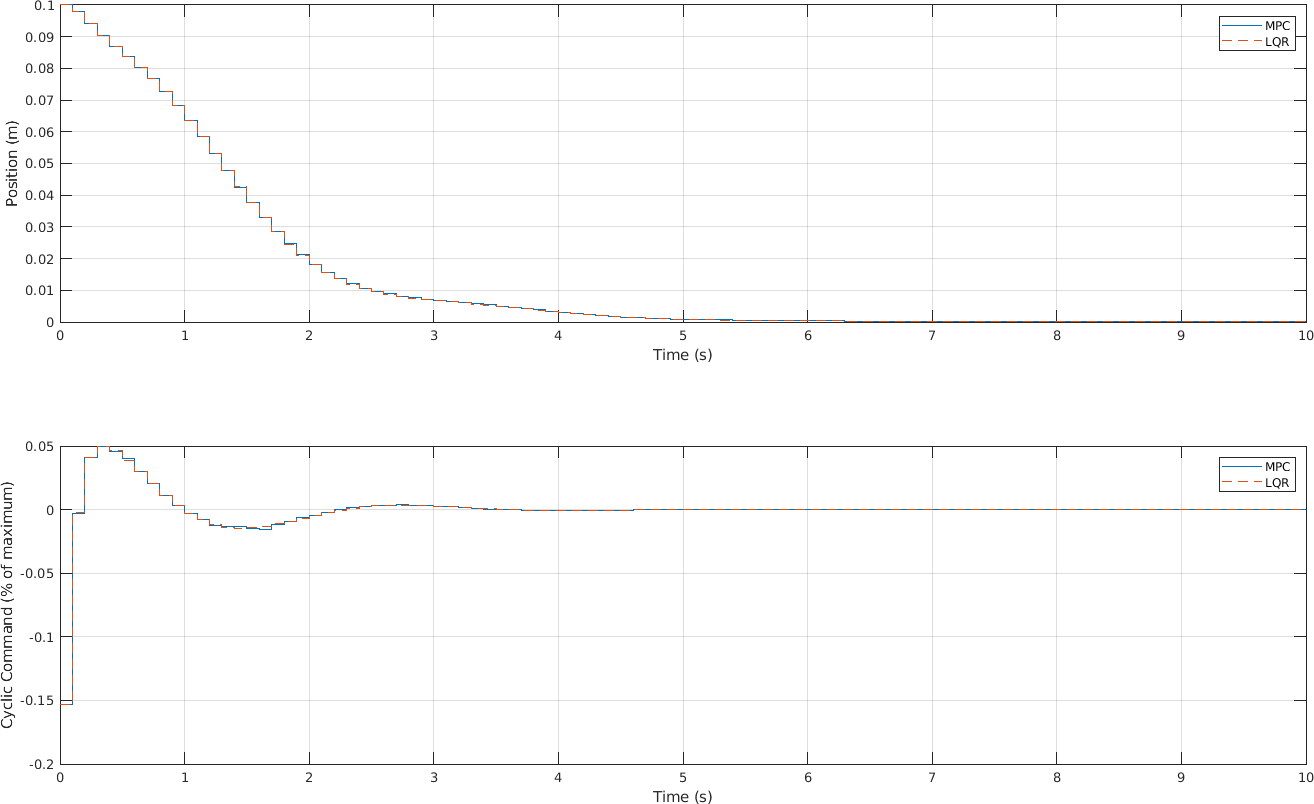 0.1
0.09
0.08
0.07
0.06
0.05
0.04
0.03
0.02
0.01
0
Position (m)
MPC
LQR
0 1 2 3 4 5 6 7 8 9 10
Time (s)
0.05
0
-0.05
-0.1
-0.15
-0.2
Cyclic Command (% of maximum)
MPC
LQR
0 1 2 3 4 5 6 7 8 9 10
Time (s)